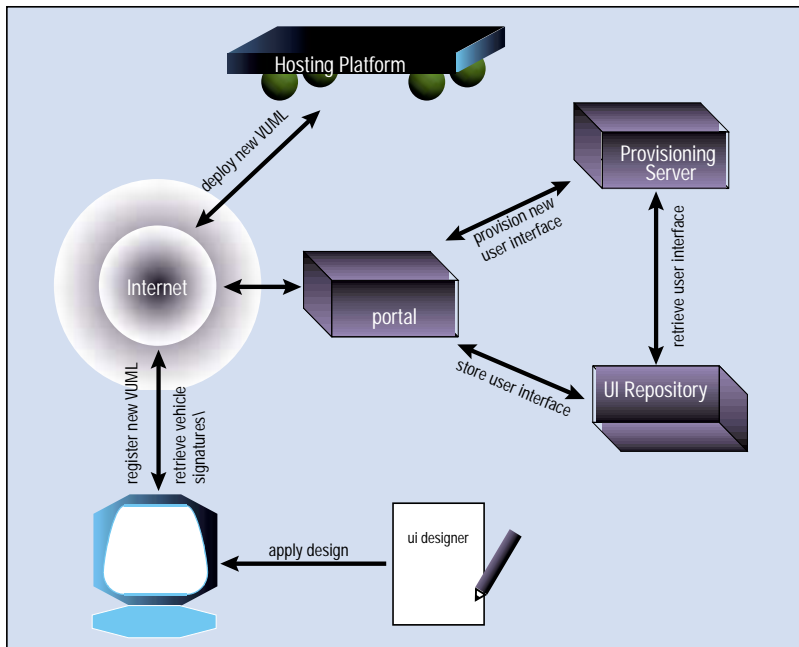 Hosting Platform
deploy new VUML
Provisioning
Server
provision new
user interface
Internet
portal
retrieve user interface
store user interface
UI Repository
register new VUML
retrieve vehicle
signatures\
apply design
ui designer